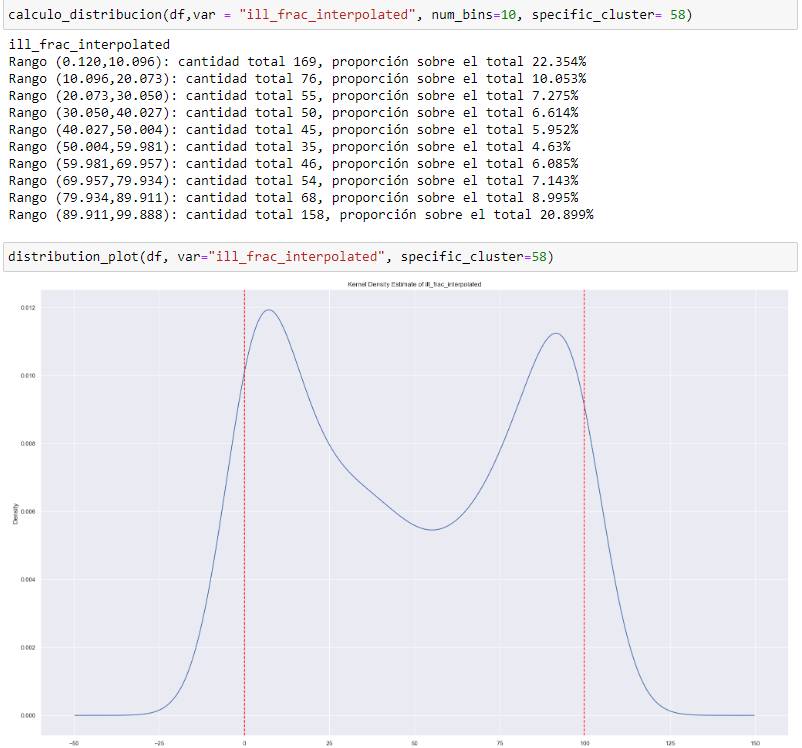 calculo_distribucion(df,var = "ill_frac_interpolated", num_bins=10, specific_cluster= 58)
ill_frac_interpolated
Rango (0.120,10.096): cantidad total 169, proporción sobre el total 22.354%
Rango (10.096,20.073): cantidad total 76, proporción sobre el total 10.053%
Rango (20.073,30.050): cantidad total 55, proporción sobre el total 7.275%
Rango (30.050,40.027): cantidad total 50, proporción sobre el total 6.614%
Rango (40.027,50.004): cantidad total 45, proporción sobre el total 5.952%
Rango (50.004,59.981): cantidad total 35, proporción sobre el total 4.63%
Rango (59.981,69.957): cantidad total 46, proporción sobre el total 6.085%
Rango (69.957,79.934): cantidad total 54, proporción sobre el total 7.143%
Rango (79.934,89.911): cantidad total 68, proporción sobre el total 8.995%
Rango (89.911,99.888): cantidad total 158, proporción sobre el total 20.899%
distribution_plot(df, var="ill_frac_interpolated", specific_cluster=58)
Kernel Density Estimate of ill_frac_interpolated
0.012
0.010
0.008
0.006
0.004
0.002
0.000
Density
−50 −25 0 25 50 75 100 125 150